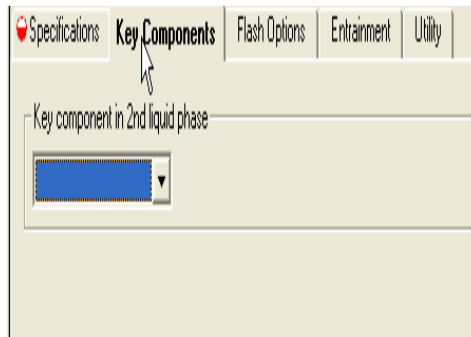 Specifications Key Components Flash Options Entrainment Utility
Key component in 2nd liquid phase